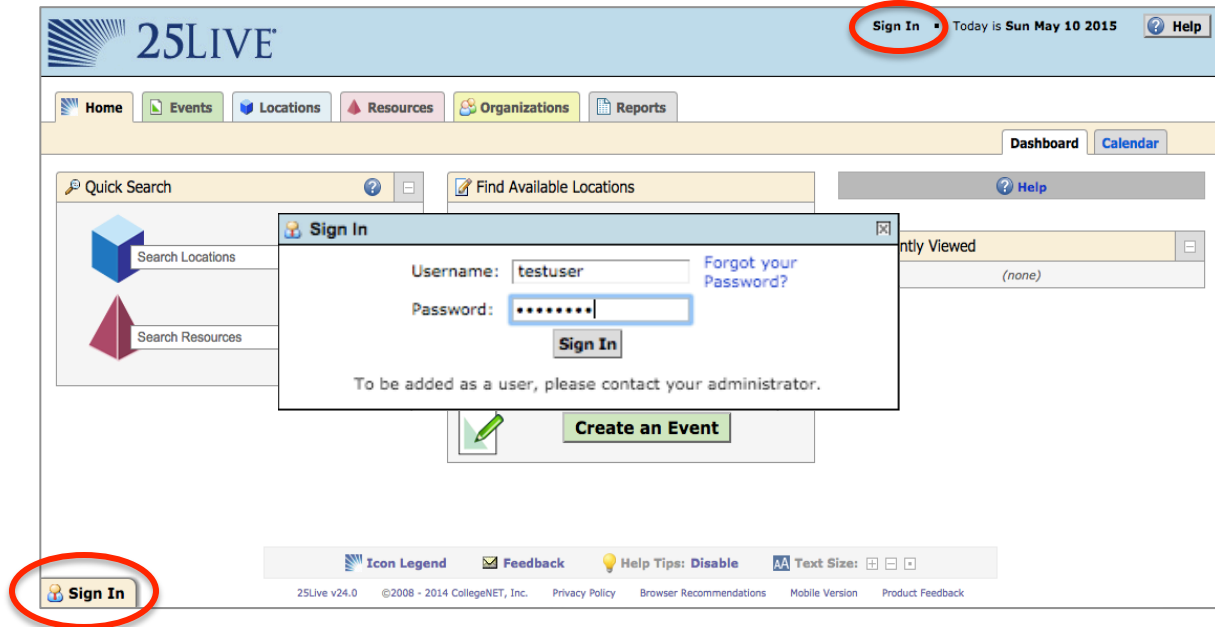 25LIVE
Sign In ▪ Today is Sun May 10 2015 Help
Home Events Locations Resources Organizations Reports
Dashboard Calendar
Quick Search
Find Available Locations
Help
Sign In
ntly Viewed
Search Locations
Username: testuser
Forgot your
Password?
(none)
Password: ••••••••
Search Resources
Sign In
To be added as a user, please contact your administrator.
Create an Event
Icon Legend Feedback Help Tips: Disable AA Text Size:
Sign In
25Live v24.0 ©2008 - 2014 CollegeNET, Inc. Privacy Policy Browser Recommendations Mobile Version Product Feedback